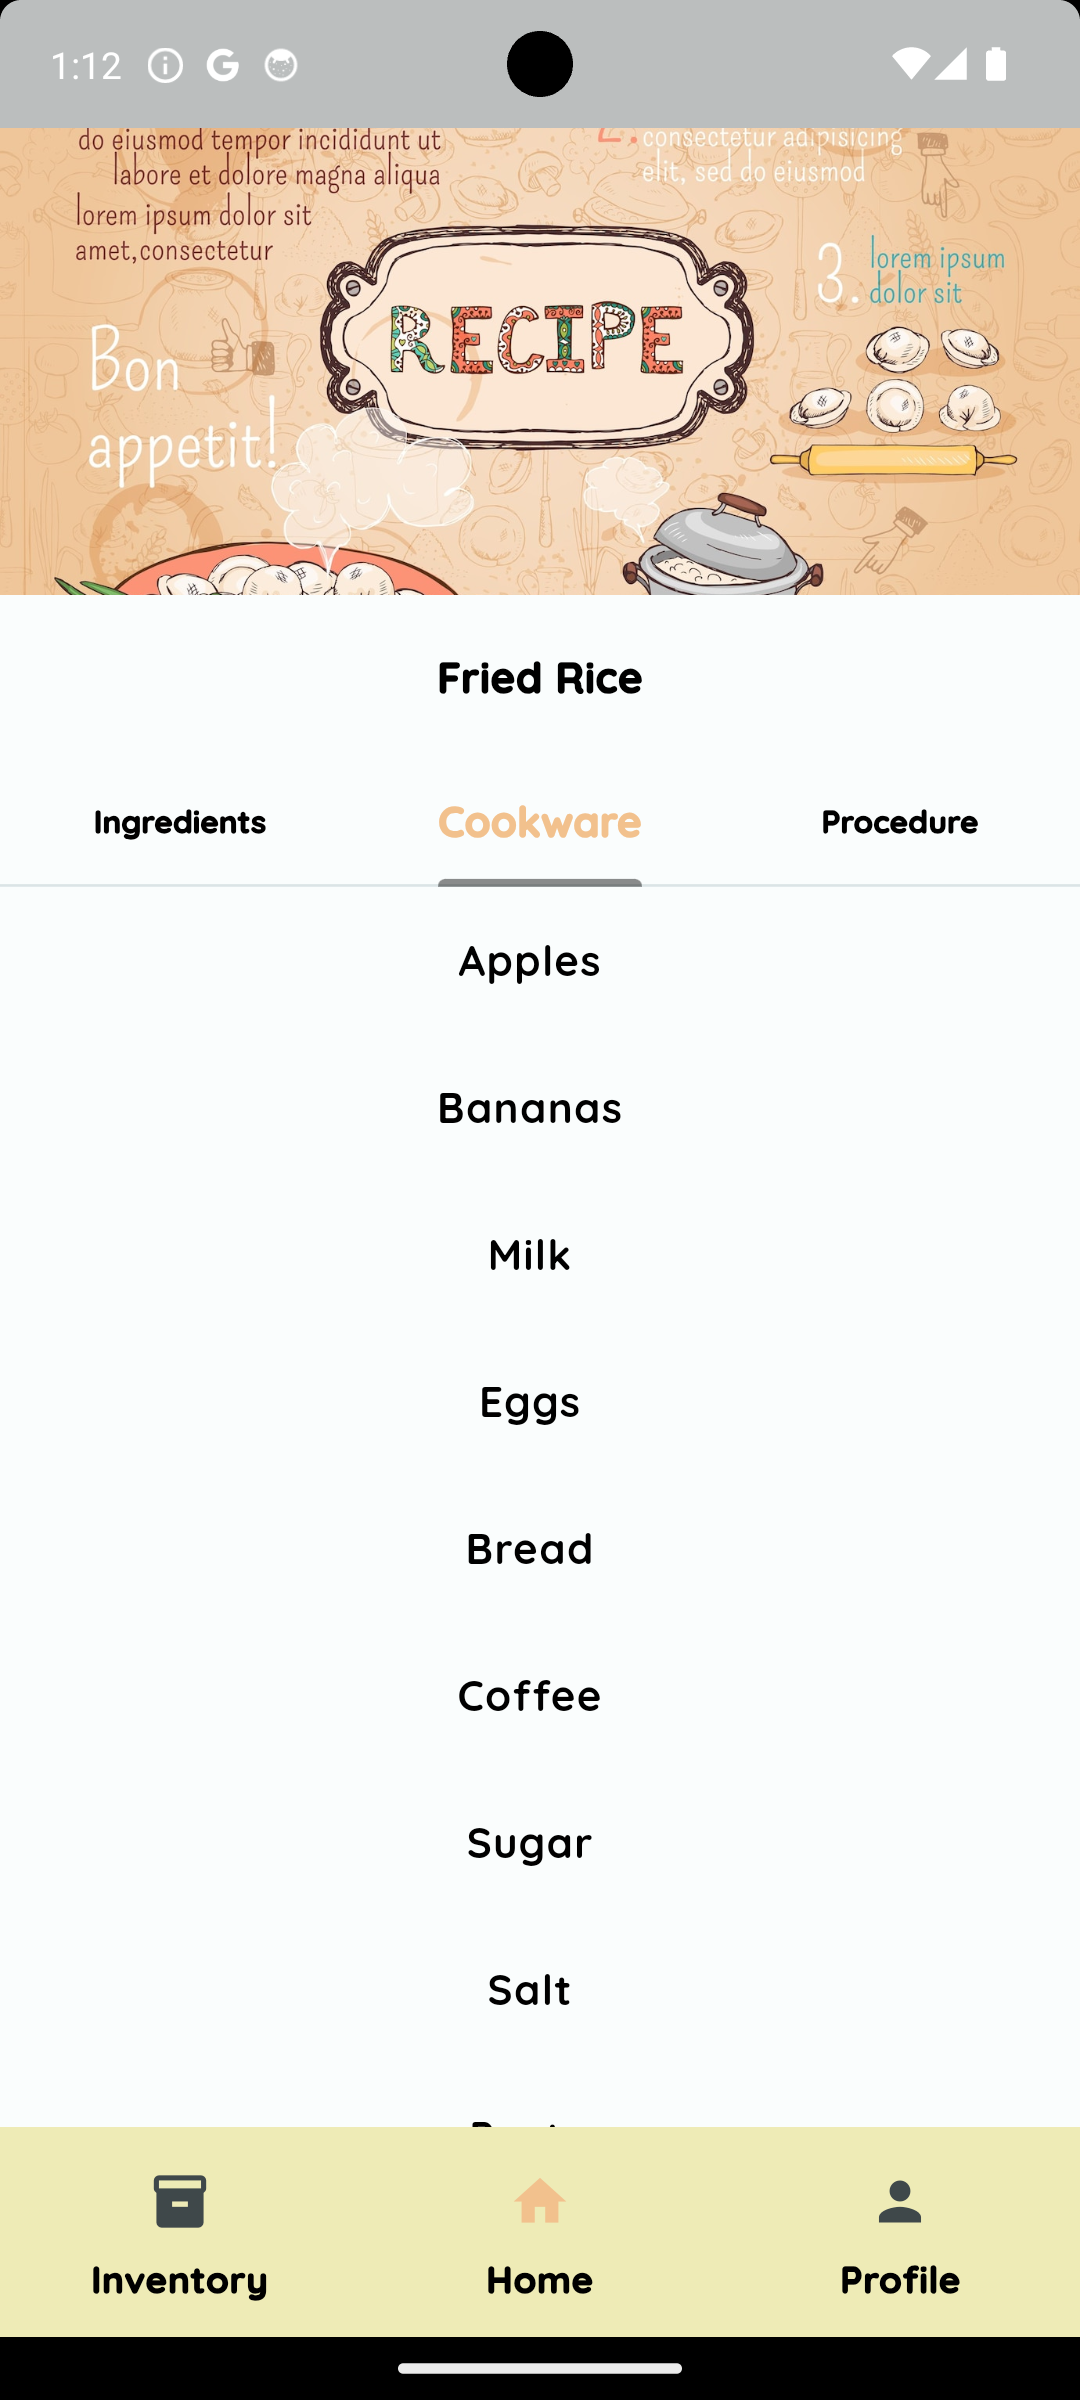 1:12
do eiusmod tempor incididunt ut
labore et dolore magna aliqua
lorem ipsum dolor sit
amet,consectetur
Bon
appetit!
RECIPE
2. consectetur adipisicing
elit, sed do eiusmod
3. lorem ipsum
dolor sit
Fried Rice
Ingredients Cookware Procedure
Apples
Bananas
Milk
Eggs
Bread
Coffee
Sugar
Salt
Inventory Home Profile